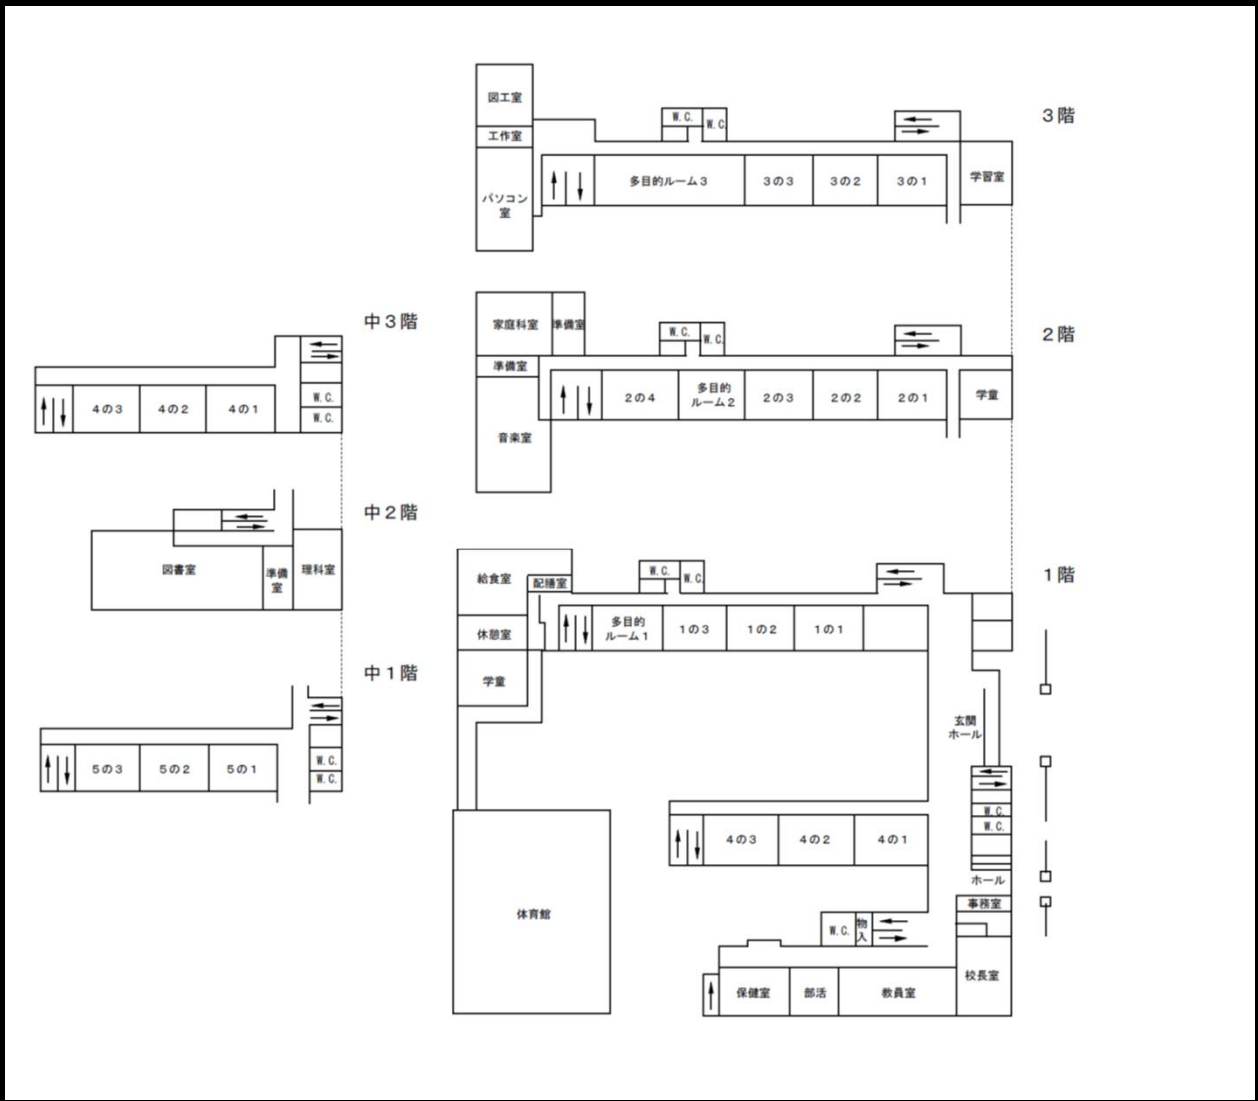 3階
図工室
工作室
パソコン
室
W.C.
W.C.
多目的ルーム3
3の3
3の2
3の1
学習室
2階
家庭科室
準備室
準備室
音楽室
W.C.
W.C.
2の4
多目的
ルーム2
2の3
2の2
2の1
学童
中3階
4の3
4の2
4の1
W.C.
W.C.
中2階
図書室
準備
室
理科室
中1階
5の3
5の2
5の1
W.C.
W.C.
1階
給食室
配膳室
休憩室
学童
W.C.
W.C.
多目的
ルーム1
1の3
1の2
1の1
玄関
ホール
W.C.
W.C.
4の3
4の2
4の1
ホール
事務室
体育館
W.C.
物
入
校長室
保健室
部活
教員室